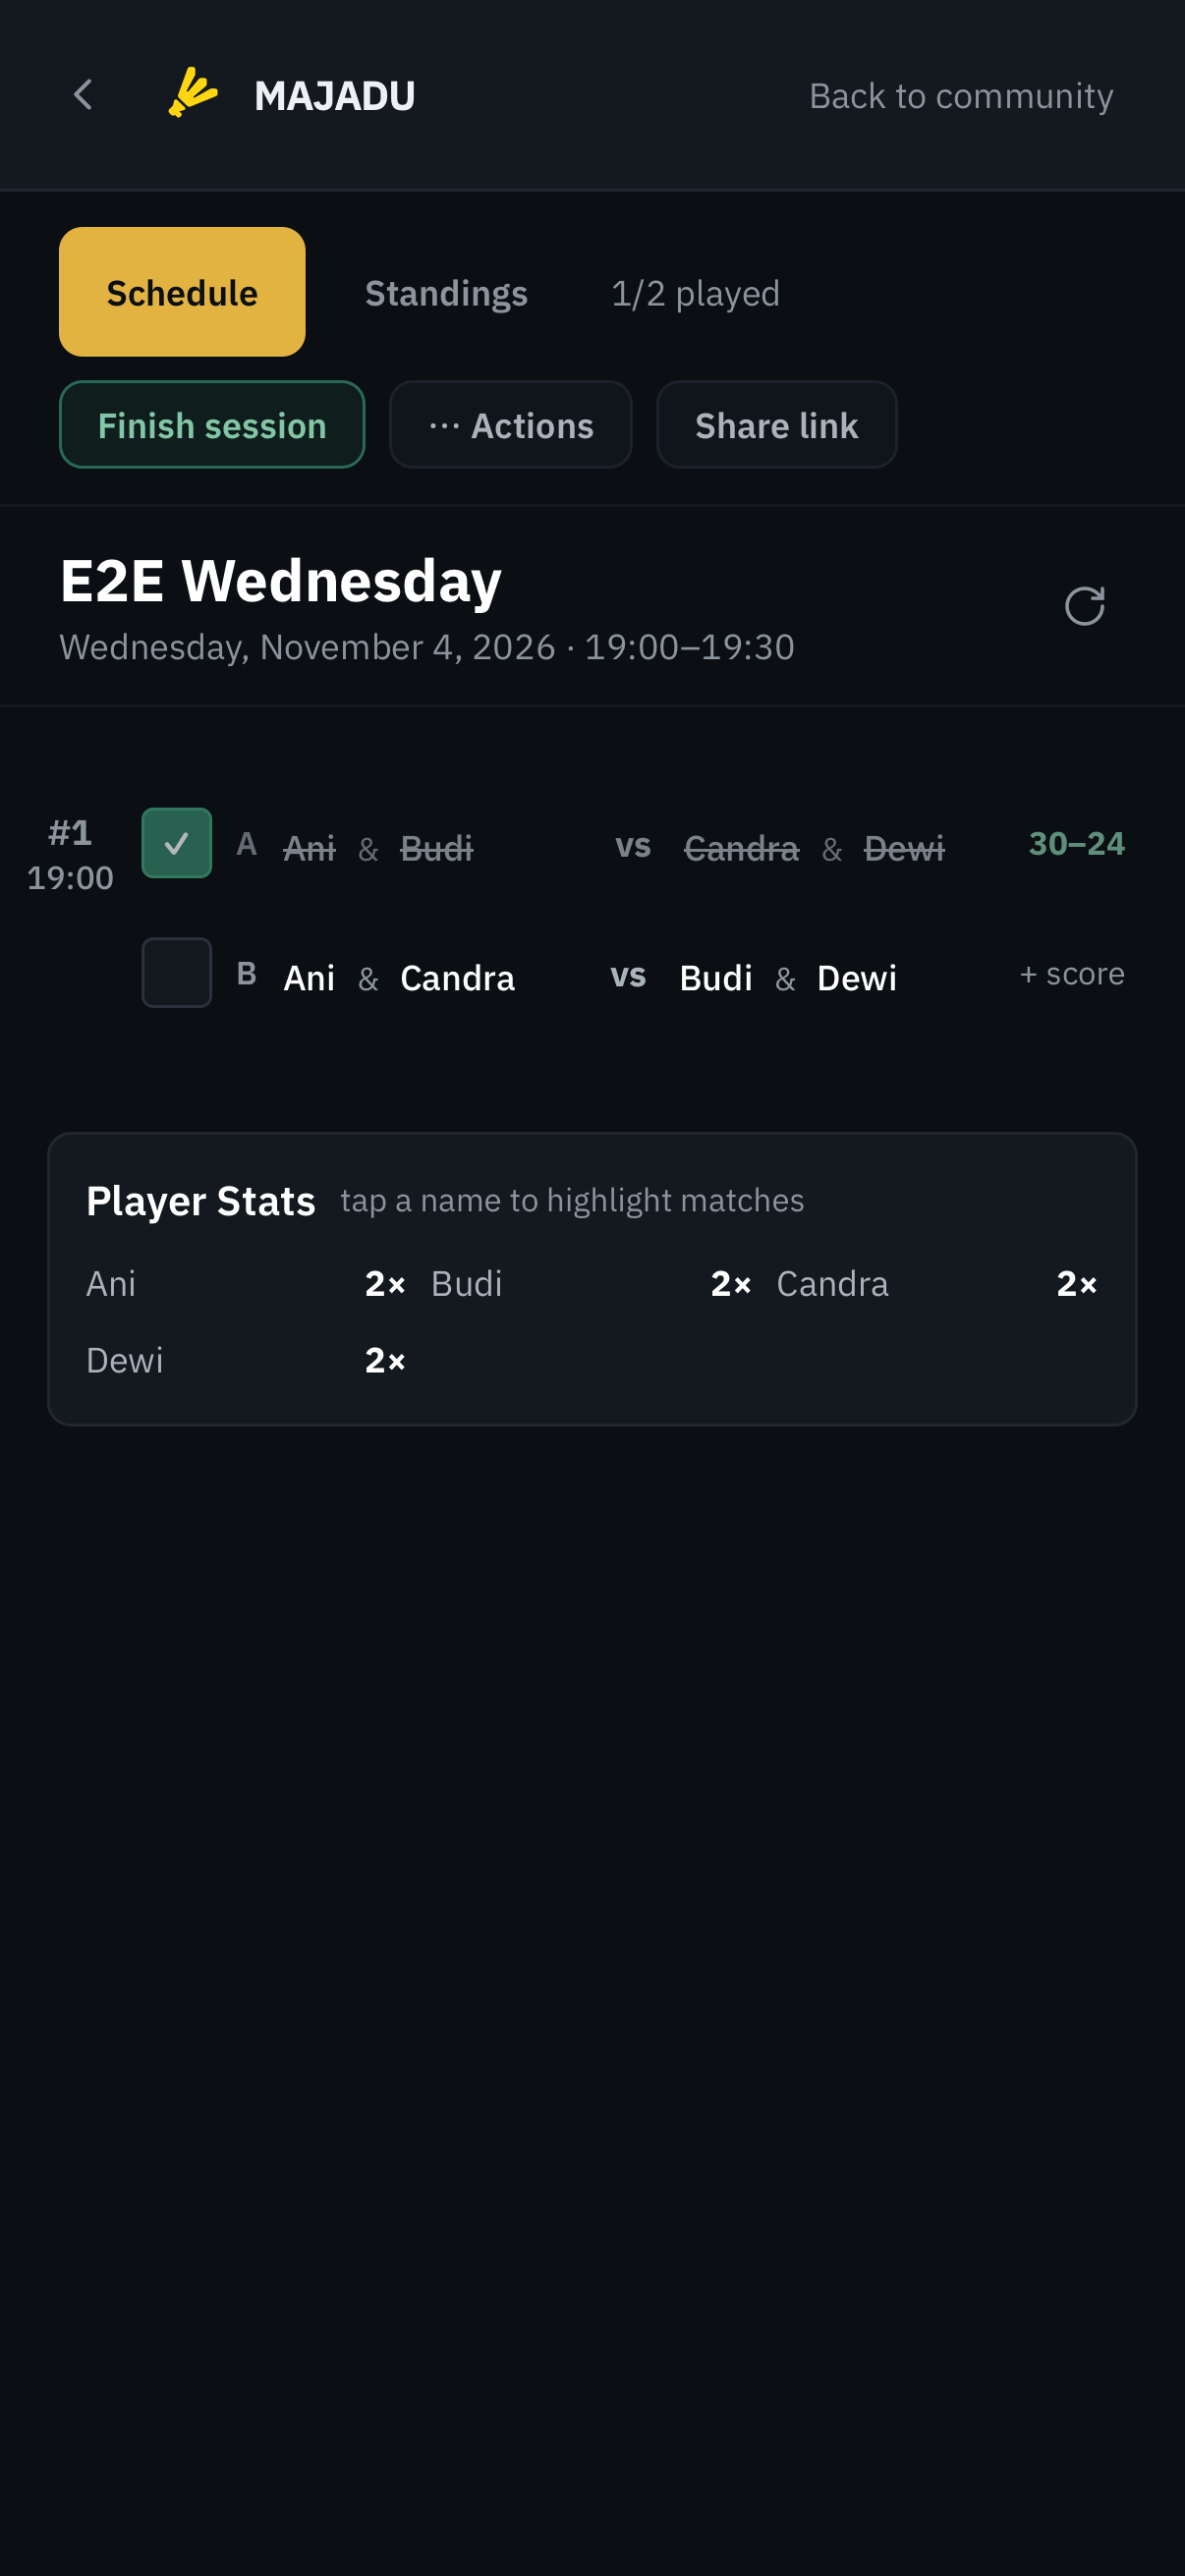 MAJADU Back to community
Schedule Standings 1/2 played
Finish session ··· Actions Share link
E2E Wednesday
Wednesday, November 4, 2026 · 19:00–19:30
#1 A Ani & Budi vs Candra & Dewi 30–24
19:00
B Ani & Candra vs Budi & Dewi + score
Player Stats tap a name to highlight matches
Ani 2× Budi 2× Candra 2×
Dewi 2×